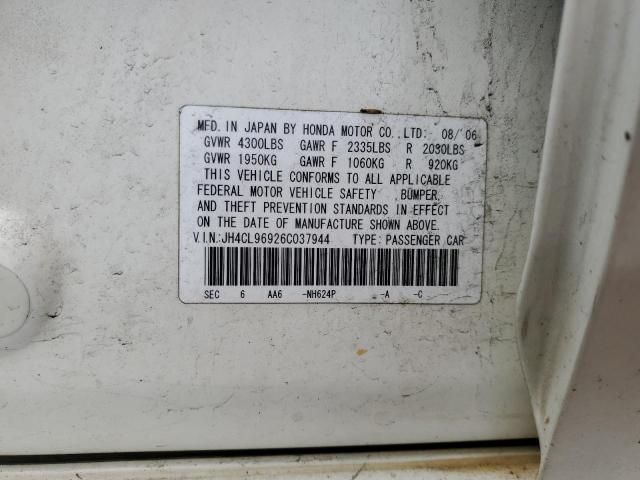 MFD. IN JAPAN BY HONDA MOTOR CO., LTD: 08/'06
GVWR 4300LBS GAWR F 2335LBS R 2030LBS
GVWR 1950KG GAWR F 1060KG R 920KG
THIS VEHICLE CONFORMS TO ALL APPLICABLE
FEDERAL MOTOR VEHICLE SAFETY BUMPER,
AND THEFT PREVENTION STANDARDS IN EFFECT
ON THE DATE OF MANUFACTURE SHOWN ABOVE.
V.I.N.:JH4CL96926C037944 TYPE: PASSENGER CAR
SEC 6 AA6 -NH624P -A -C